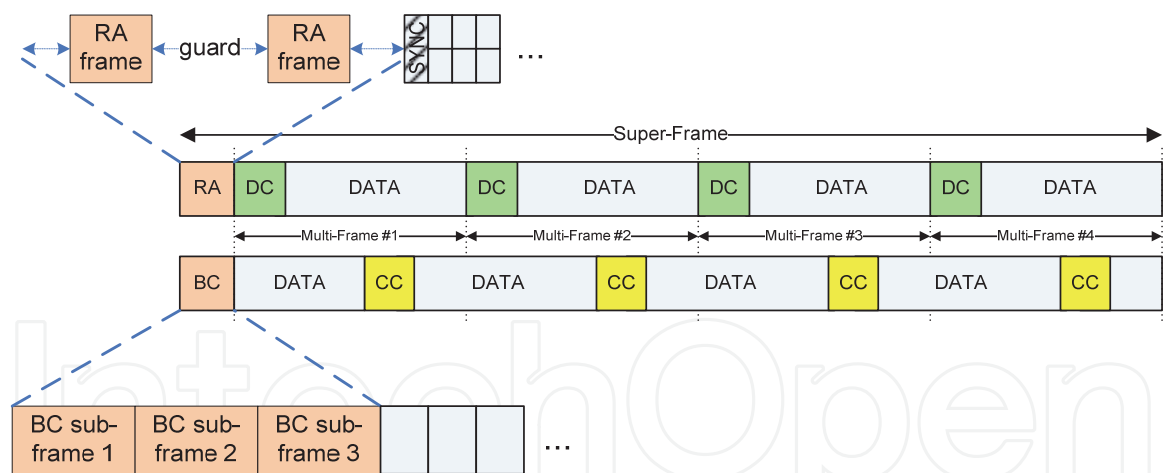 RA frame
guard
RA frame
SYNC
...
Super-Frame
RA DC DATA DC DATA DC DATA DC DATA
Multi-Frame #1 Multi-Frame #2 Multi-Frame #3 Multi-Frame #4
BC DATA CC DATA CC DATA CC DATA CC
IntechOpen
BC sub-frame 1
BC sub-frame 2
BC sub-frame 3
...